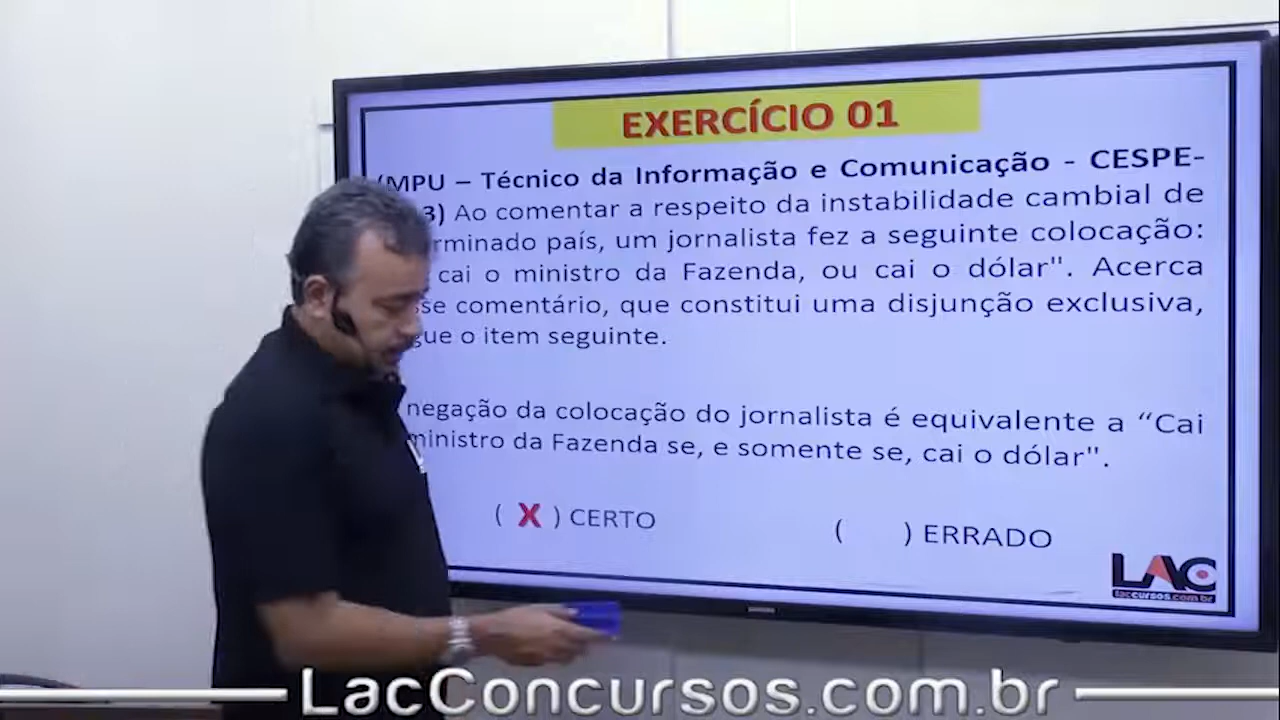 EXERCÍCIO 01
(MPU – Técnico da Informação e Comunicação - CESPE-
3) Ao comentar a respeito da instabilidade cambial de
rminado país, um jornalista fez a seguinte colocação:
cai o ministro da Fazenda, ou cai o dólar". Acerca
se comentário, que constitui uma disjunção exclusiva,
gue o item seguinte.
negação da colocação do jornalista é equivalente a “Cai
ministro da Fazenda se, e somente se, cai o dólar".
( X ) CERTO ( ) ERRADO
LAC
laccursos.com.br
LacConcursos.com.br